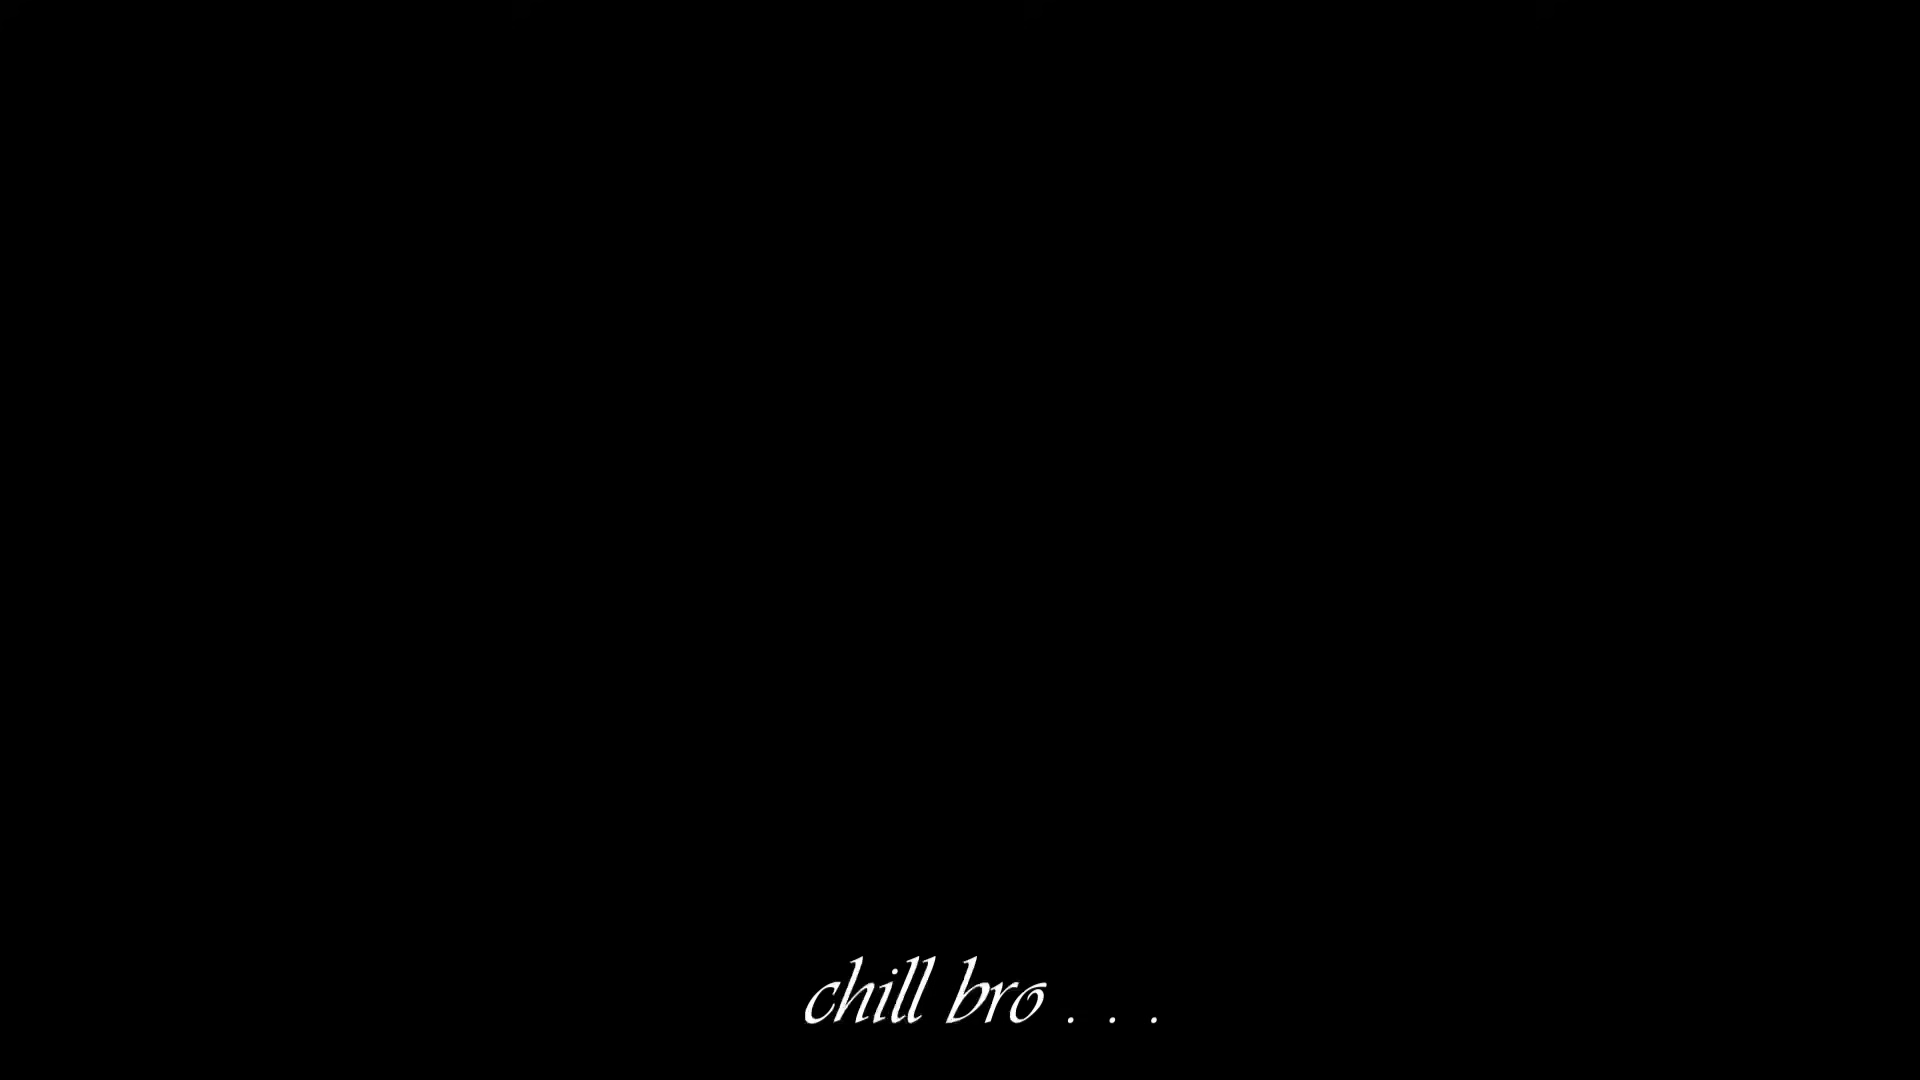 chill bro . . .